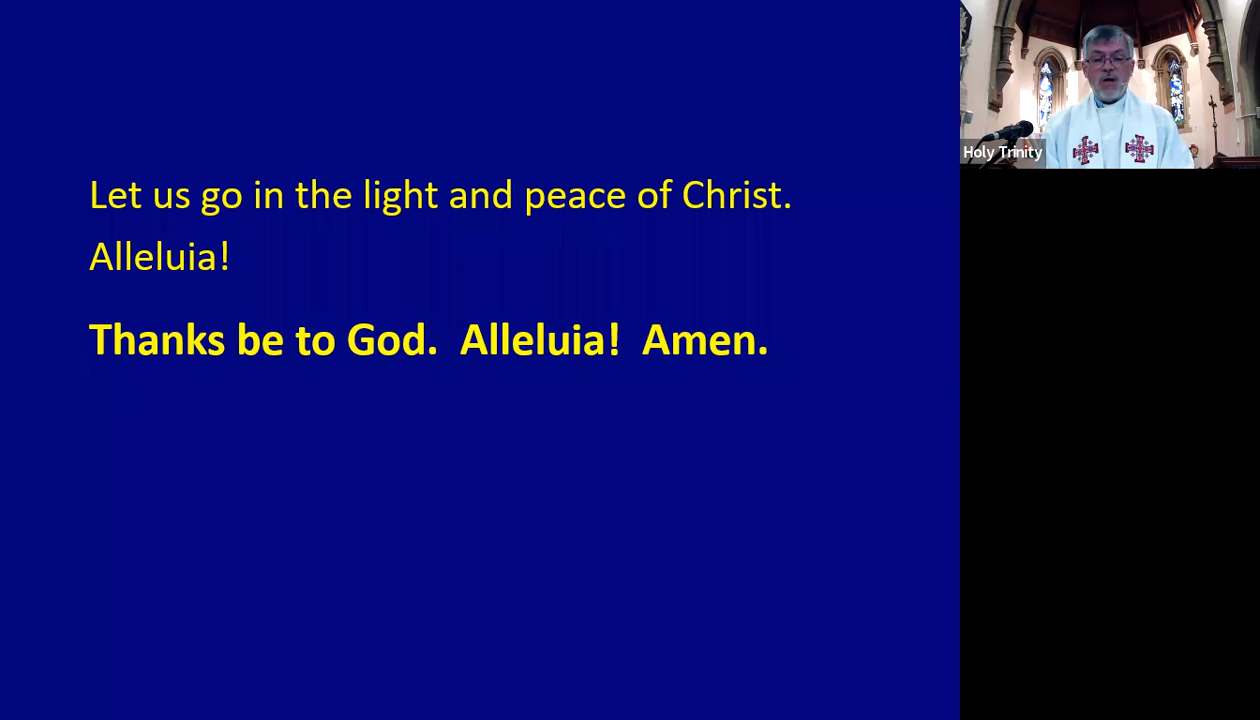 Let us go in the light and peace of Christ.
Alleluia!
Thanks be to God.  Alleluia!  Amen.
Holy Trinity